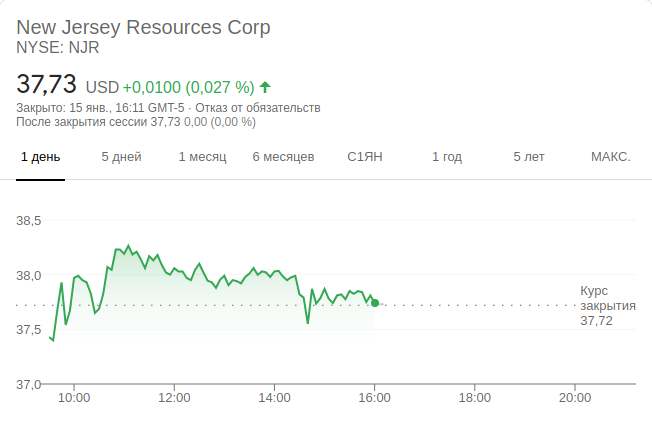 New Jersey Resources Corp
NYSE: NJR
37,73 USD +0,0100 (0,027 %)
Закрыто: 15 янв., 16:11 GMT-5 · Отказ от обязательств
После закрытия сессии 37,73 0,00 (0,00 %)
1 день 5 дней 1 месяц 6 месяцев С1ЯН 1 год 5 лет МАКС.
38,5
38,0
Курс
закрытия
37,72
37,5
37,0
10:00 12:00 14:00 16:00 18:00 20:00